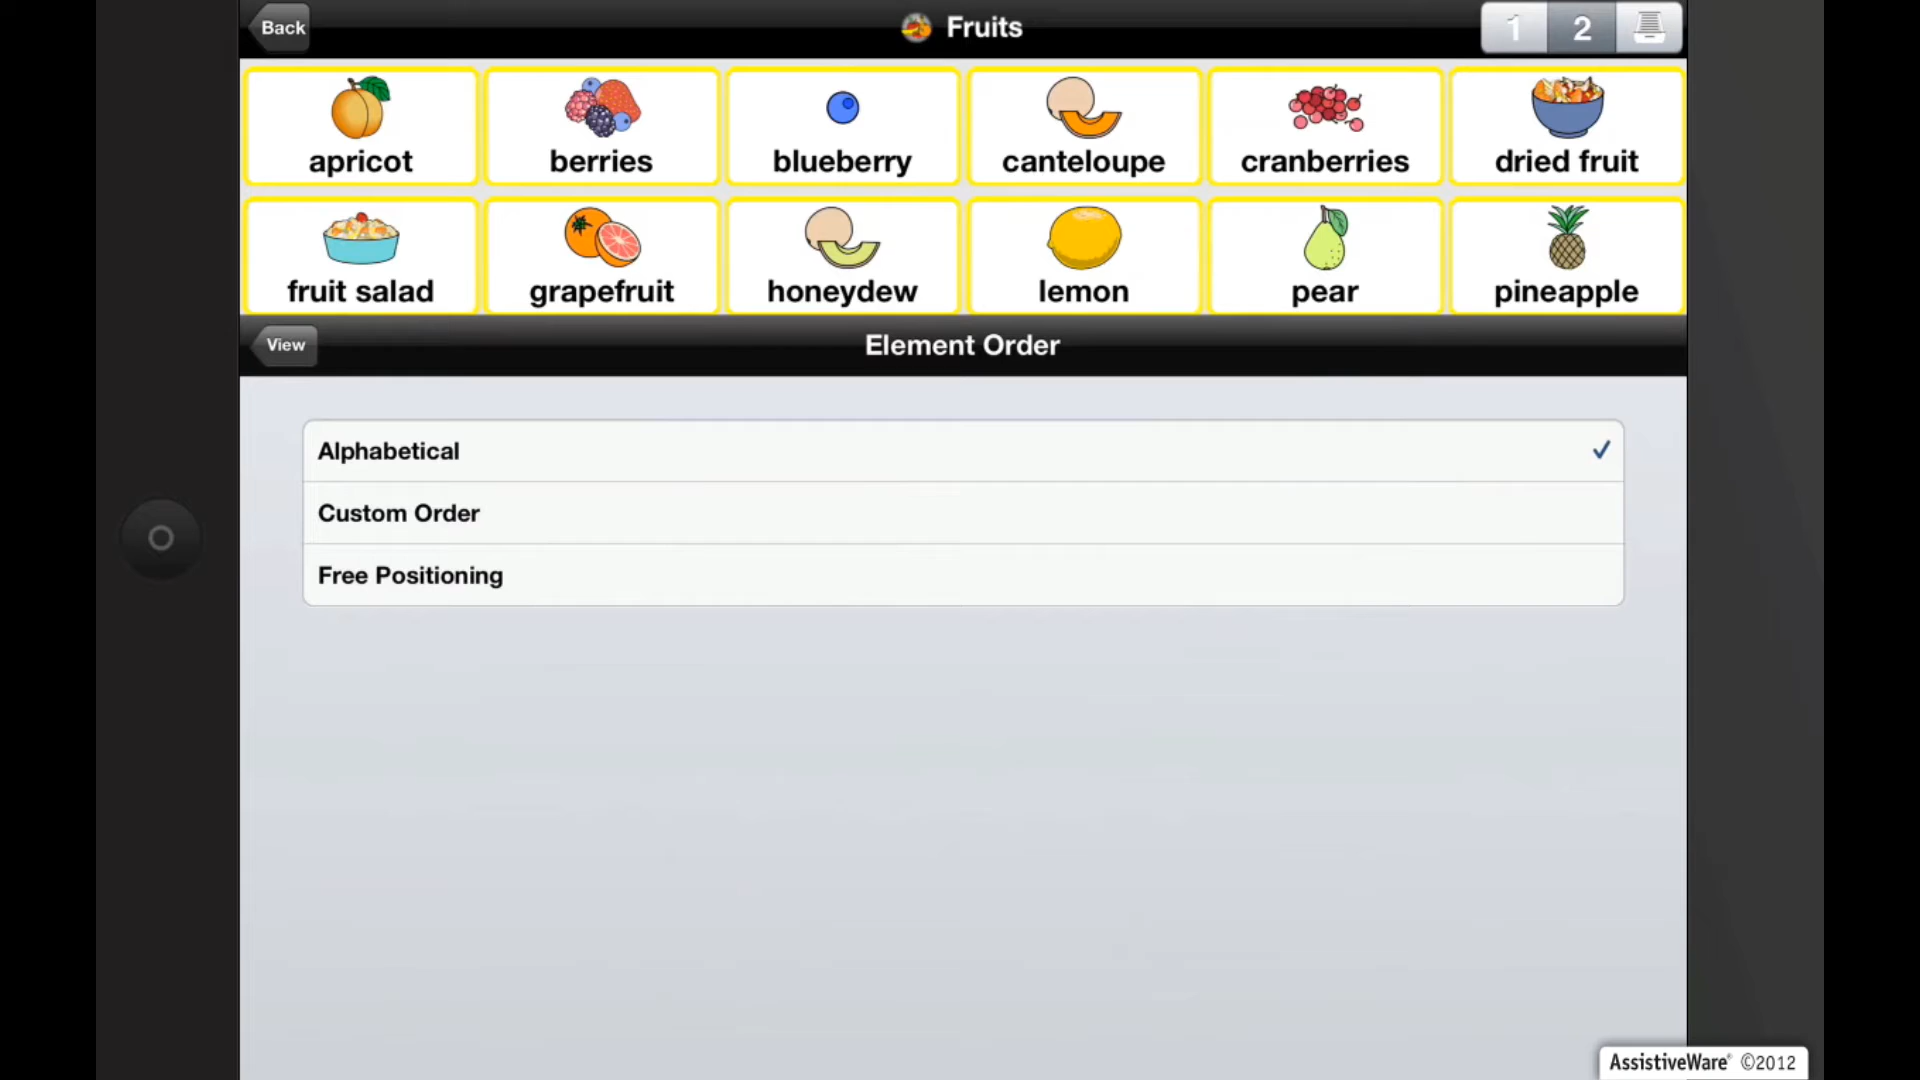 Back
Fruits
1
2
apricot
berries
blueberry
canteloupe
cranberries
dried fruit
fruit salad
grapefruit
honeydew
lemon
pear
pineapple
View
Element Order
Alphabetical
Custom Order
Free Positioning
AssistiveWare® ©2012